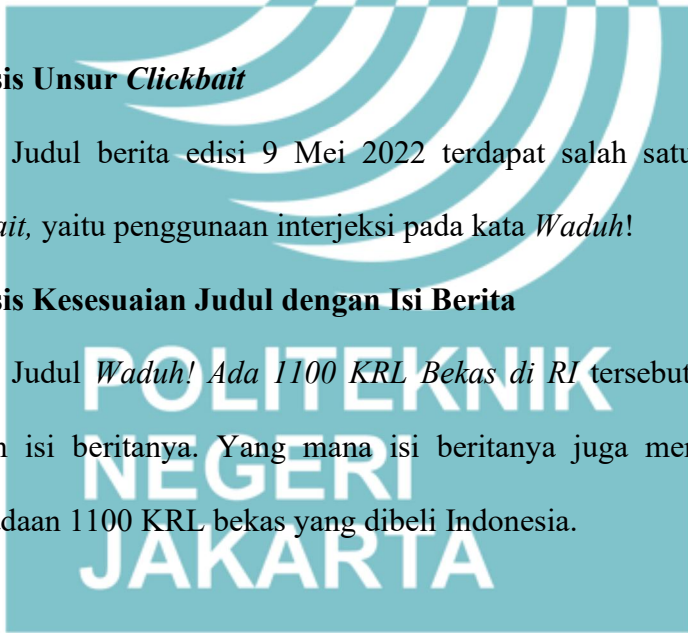 sis Unsur Clickbait
Judul berita edisi 9 Mei 2022 terdapat salah satu
ait, yaitu penggunaan interjeksi pada kata Waduh!
sis Kesesuaian Judul dengan Isi Berita
Judul Waduh! Ada 1100 KRL Bekas di RI tersebut
n isi beritanya. Yang mana isi beritanya juga mer
daan 1100 KRL bekas yang dibeli Indonesia.
POLITEKNIK
NEGERI
JAKARTA